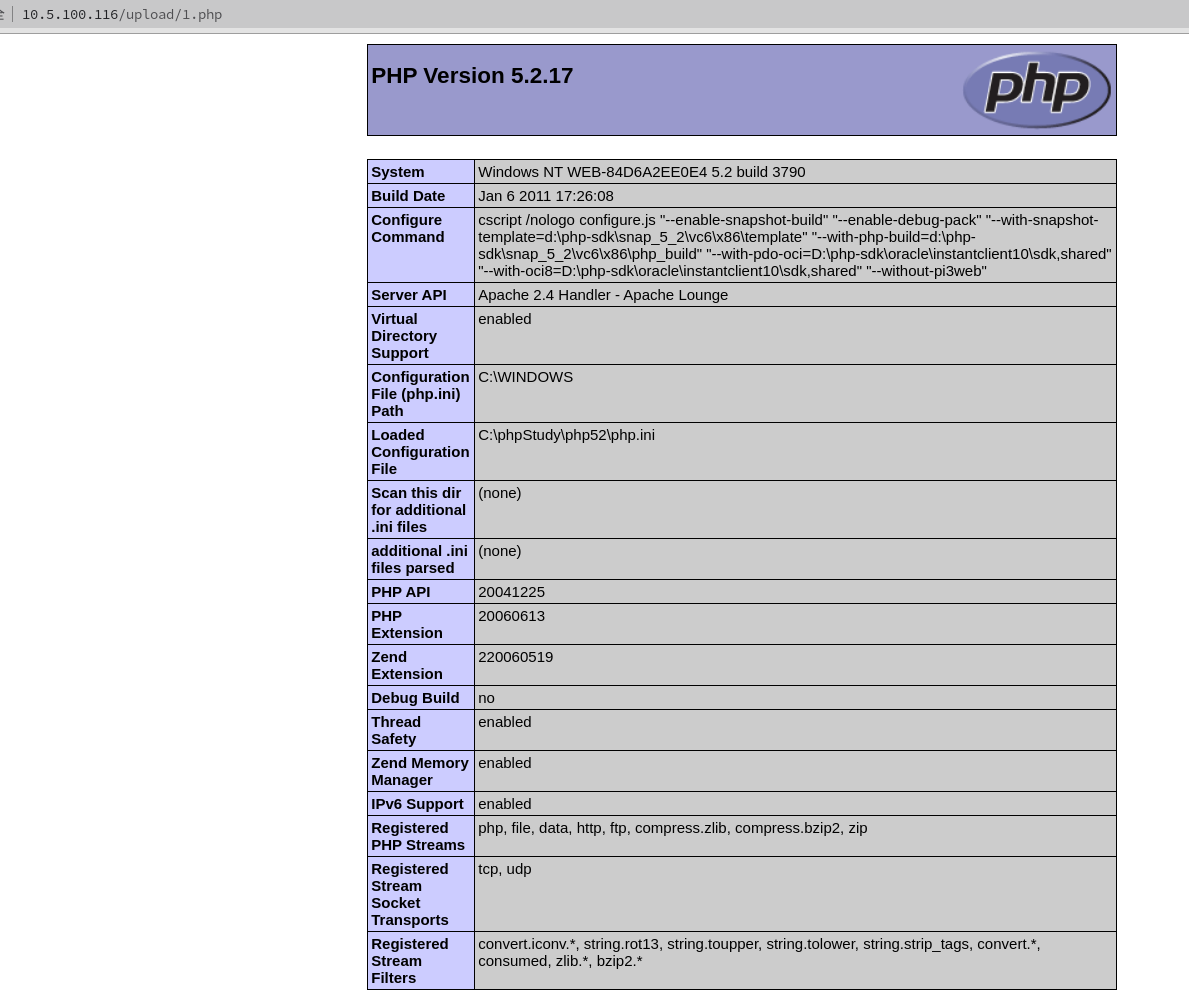 10.5.100.116/upload/1.php
PHP Version 5.2.17
php
System
Windows NT WEB-84D6A2EE0E4 5.2 build 3790
Build Date
Jan 6 2011 17:26:08
Configure
Command
cscript /nologo configure.js "--enable-snapshot-build" "--enable-debug-pack" "--with-snapshot-
template=d:\php-sdk\snap_5_2\vc6\x86\template" "--with-php-build=d:\php-
sdk\snap_5_2\vc6\x86\php_build" "--with-pdo-oci=D:\php-sdk\oracle\instantclient10\sdk,shared"
"--with-oci8=D:\php-sdk\oracle\instantclient10\sdk,shared" "--without-pi3web"
Server API
Apache 2.4 Handler - Apache Lounge
Virtual
Directory
Support
enabled
Configuration
File (php.ini)
Path
C:\WINDOWS
Loaded
Configuration
File
C:\phpStudy\php52\php.ini
Scan this dir
for additional
.ini files
(none)
additional .ini
files parsed
(none)
PHP API
20041225
PHP
Extension
20060613
Zend
Extension
220060519
Debug Build
no
Thread
Safety
enabled
Zend Memory
Manager
enabled
IPv6 Support
enabled
Registered
PHP Streams
php, file, data, http, ftp, compress.zlib, compress.bzip2, zip
Registered
Stream
Socket
Transports
tcp, udp
Registered
Stream
Filters
convert.iconv.*, string.rot13, string.toupper, string.tolower, string.strip_tags, convert.*,
consumed, zlib.*, bzip2.*